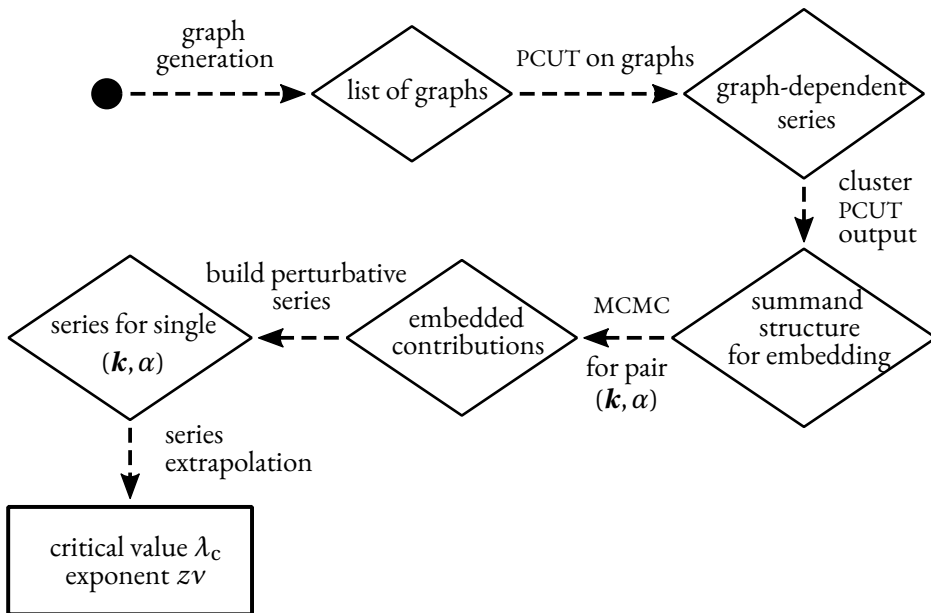 graph
generation
list of graphs
PCUT on graphs
graph-dependent
series
cluster
PCUT
output
summand
structure
for embedding
MCMC
for pair
(k, α)
embedded
contributions
build perturbative
series
series for single
(k, α)
series
extrapolation
critical value λc
exponent zν